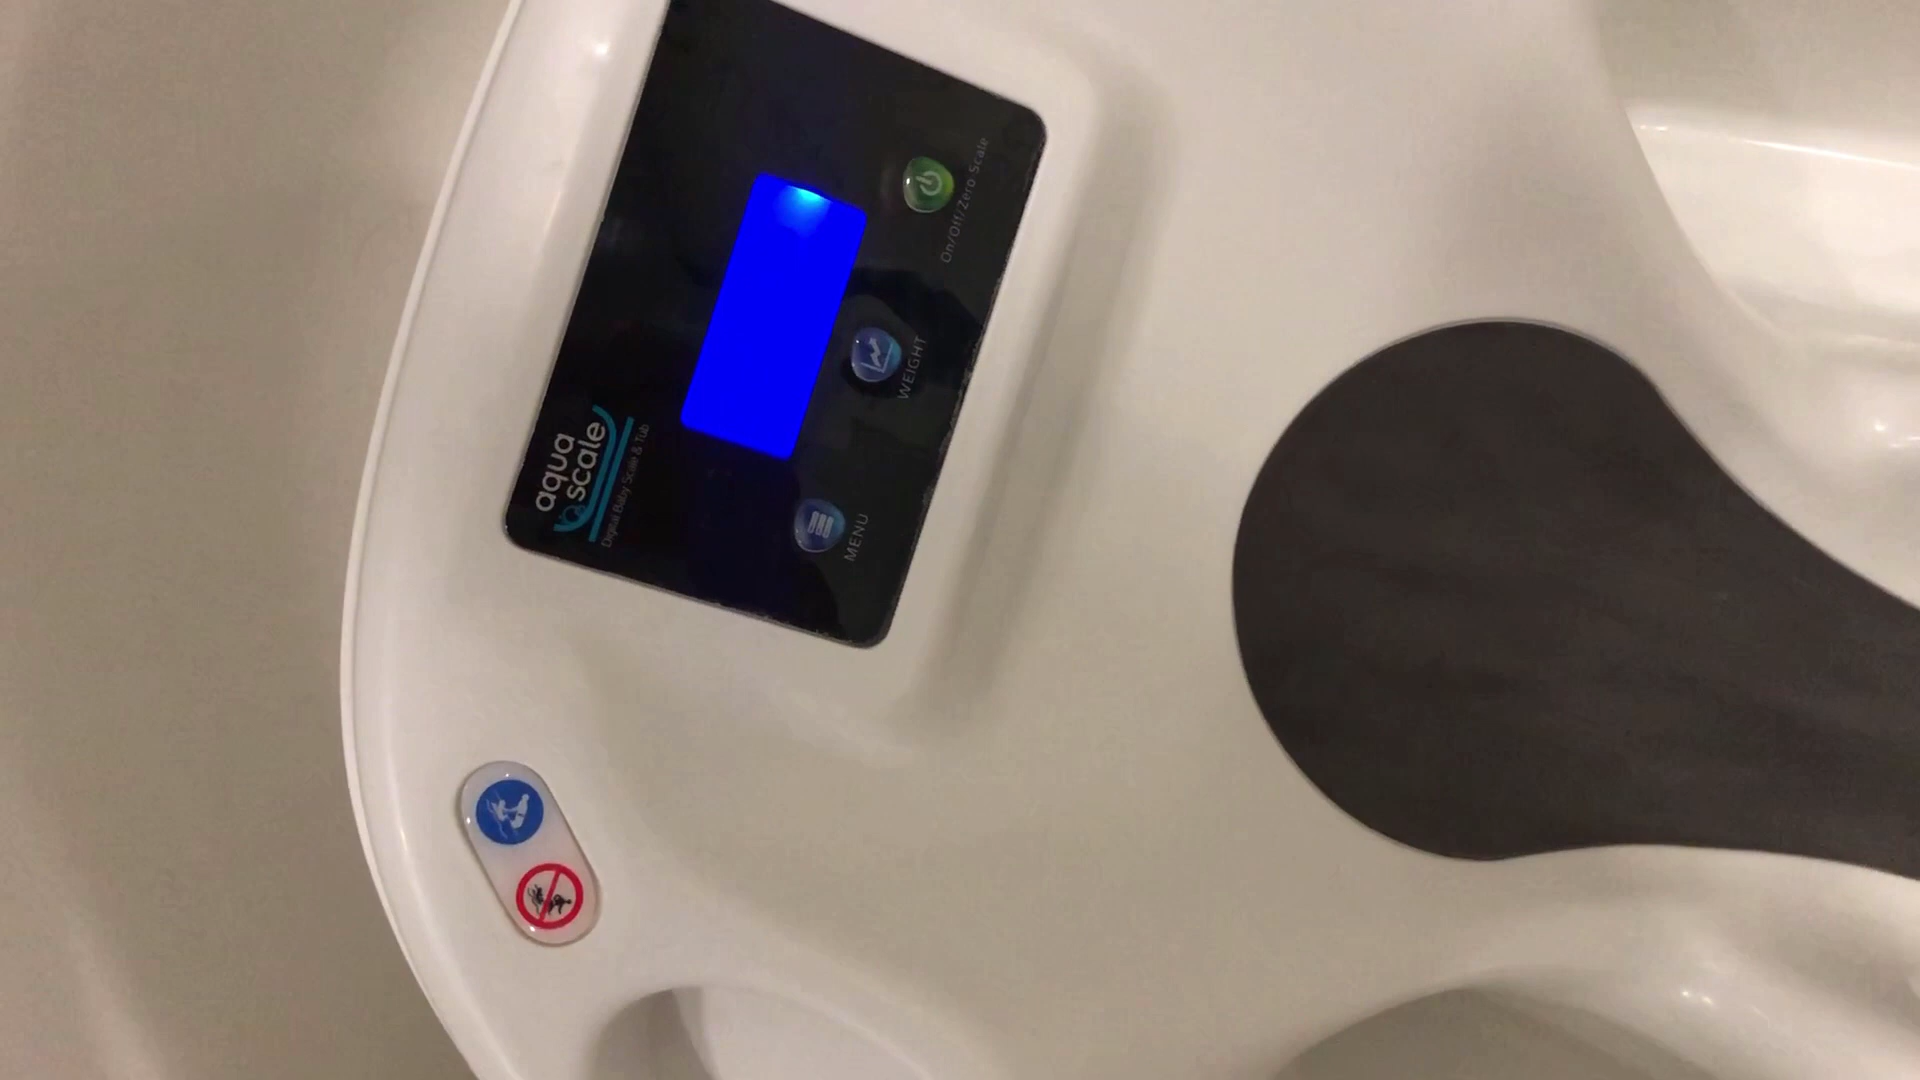 aqua
scale
Digital Baby Scale & Tub
MENU
WEIGHT
On/Off/Zero Scale